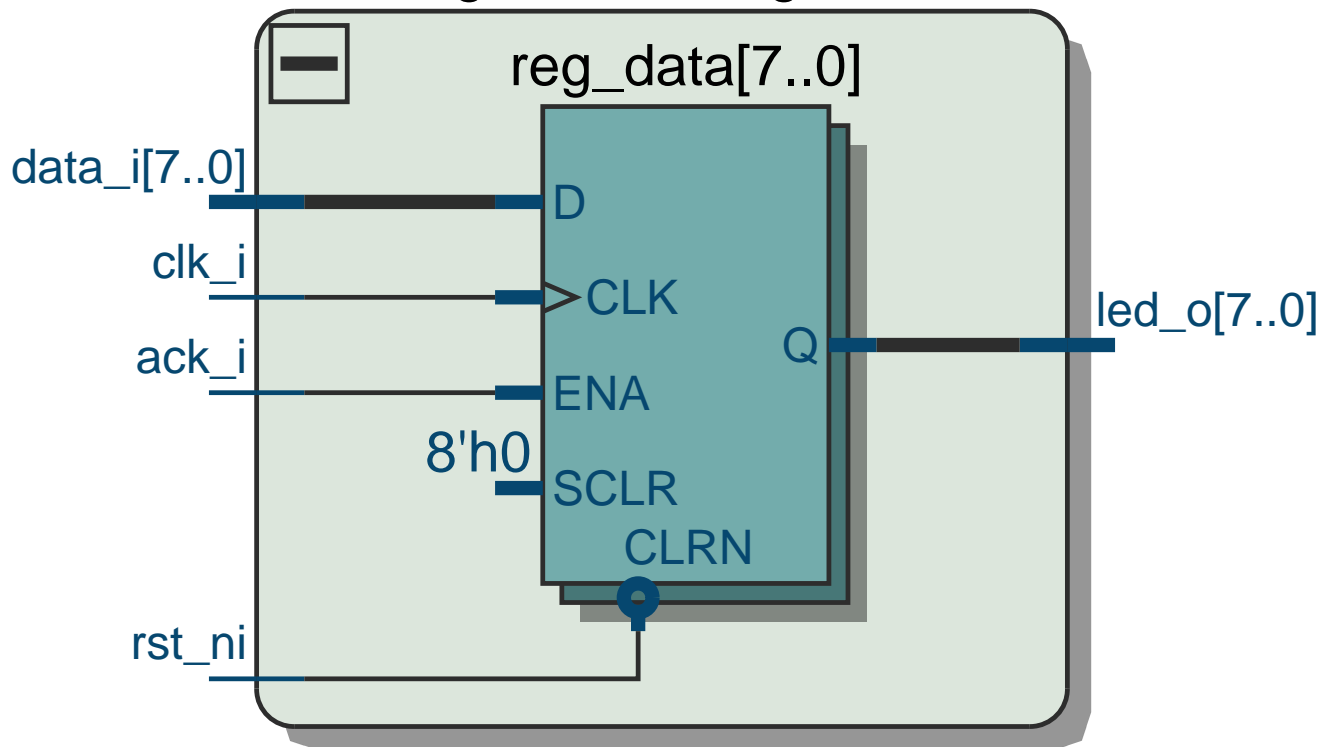 reg_data[7..0]
data_i[7..0]
D
clk_i
CLK
led_o[7..0]
Q
ack_i
ENA
8'h0
SCLR
CLRN
rst_ni